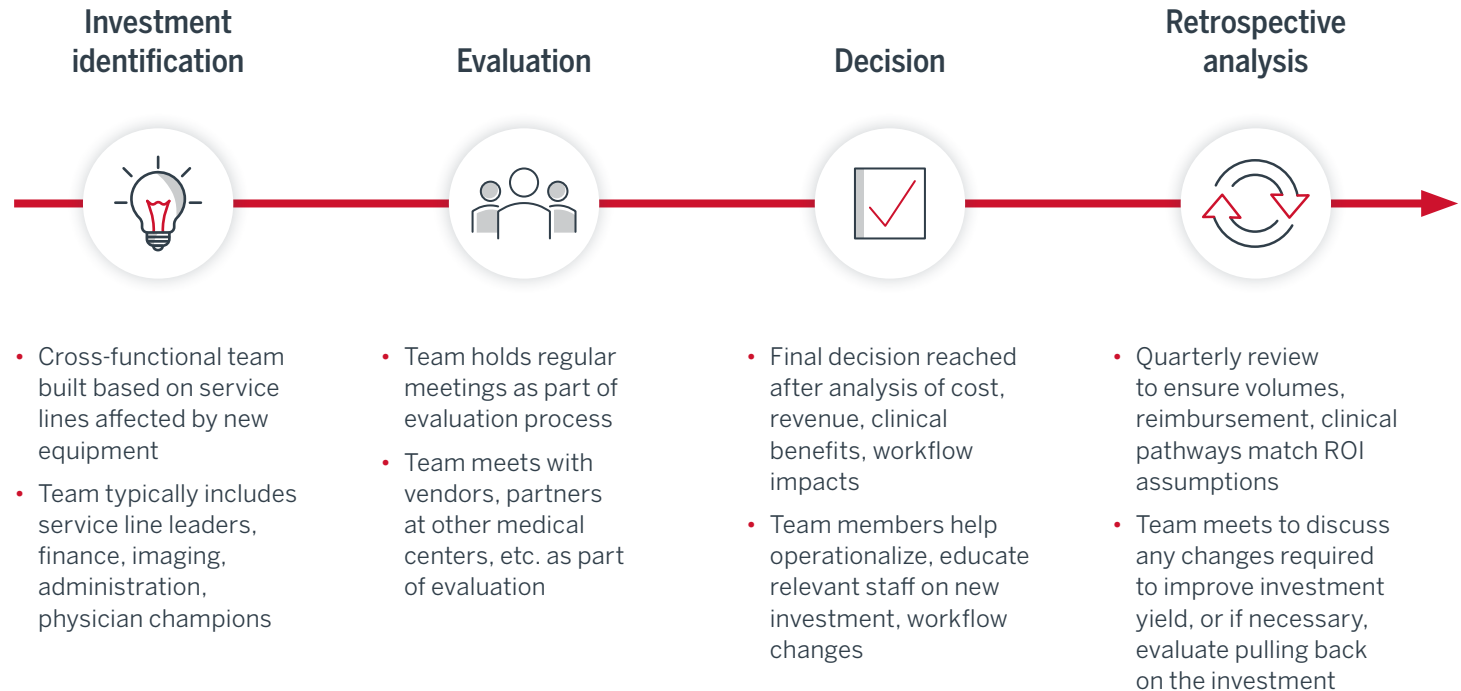 Investment
identification
Evaluation
Decision
Retrospective
analysis
• Cross-functional team
built based on service
lines affected by new
equipment
• Team typically includes
service line leaders,
finance, imaging,
administration,
physician champions
• Team holds regular
meetings as part of
evaluation process
• Team meets with
vendors, partners
at other medical
centers, etc. as part
of evaluation
• Final decision reached
after analysis of cost,
revenue, clinical
benefits, workflow
impacts
• Team members help
operationalize, educate
relevant staff on new
investment, workflow
changes
• Quarterly review
to ensure volumes,
reimbursement, clinical
pathways match ROI
assumptions
• Team meets to discuss
any changes required
to improve investment
yield, or if necessary,
evaluate pulling back
on the investment